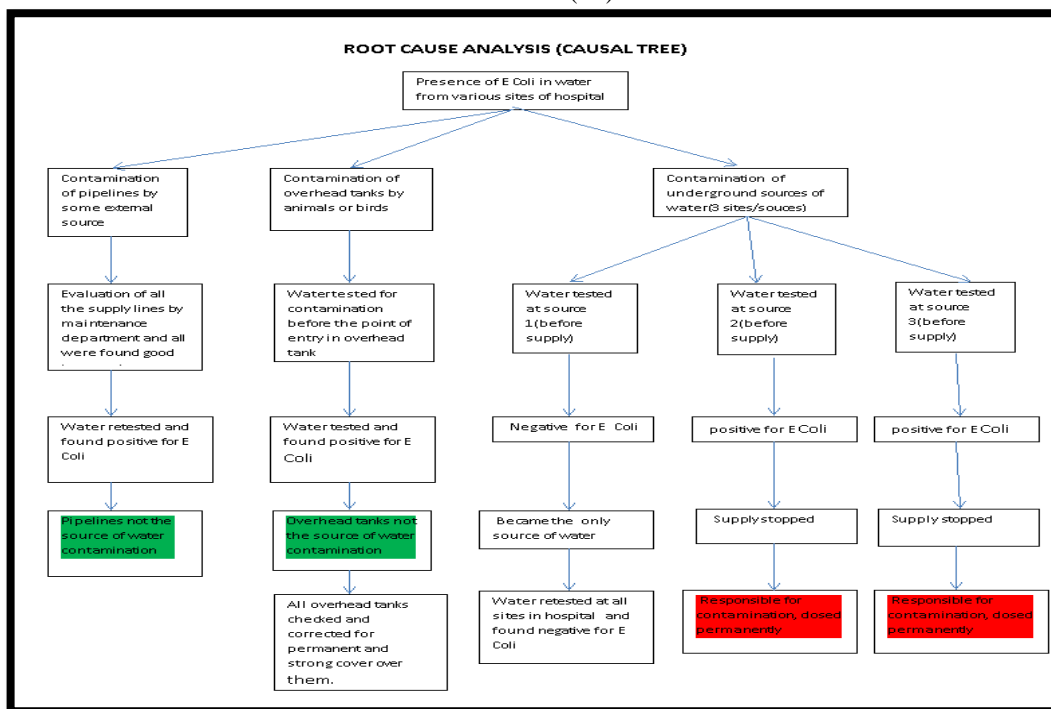 ROOT CAUSE ANALYSIS (CAUSAL TREE)
Presence of E Coli in water
from various sites of hospital
Contamination
of pipelines by
some external
source
Contamination of
overhead tanks by
animals or birds
Contamination of
underground sources of
water(3 sites/souces)
Evaluation of all
the supply lines by
maintenance
department and all
were found good
Water tested for
contamination
before the point of
entry in overhead
tank
Water tested
at source
1(before
supply)
Water tested
at source
2(before
supply)
Water tested
at source
3(before
supply)
Water retested and
found positive for E
Coli
Water tested and
found positive for E
Coli
Negative for E Coli
positive for E Coli
positive for E Coli
Pipelines not the
source of water
contamination
Overhead tanks not
the source of water
contamination
Became the only
source of water
Supply stopped
Supply stopped
All overhead tanks
checked and
corrected for
permanent and
strong cover over
them.
Water retested at all
sites in hospital and
found negative for E
Coli
Responsible for
contamination, closed
permanently
Responsible for
contamination, closed
permanently